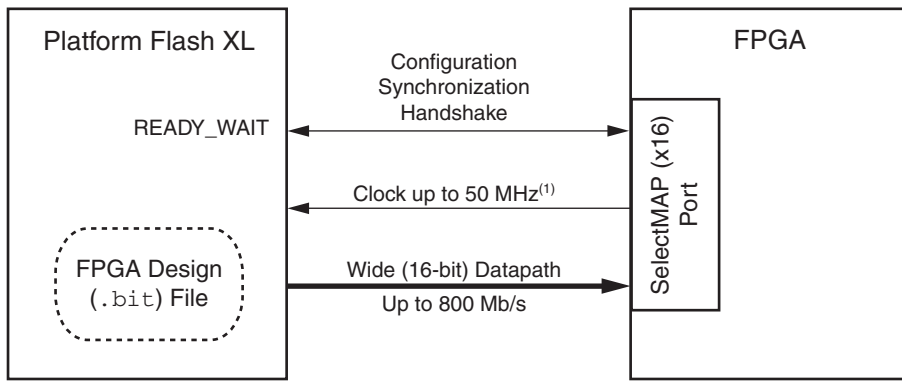 Platform Flash XL
FPGA
Configuration
Synchronization
Handshake
READY_WAIT
Clock up to 50 MHz(1)
SelectMAP (x16)
Port
FPGA Design
(.bit) File
Wide (16-bit) Datapath
Up to 800 Mb/s